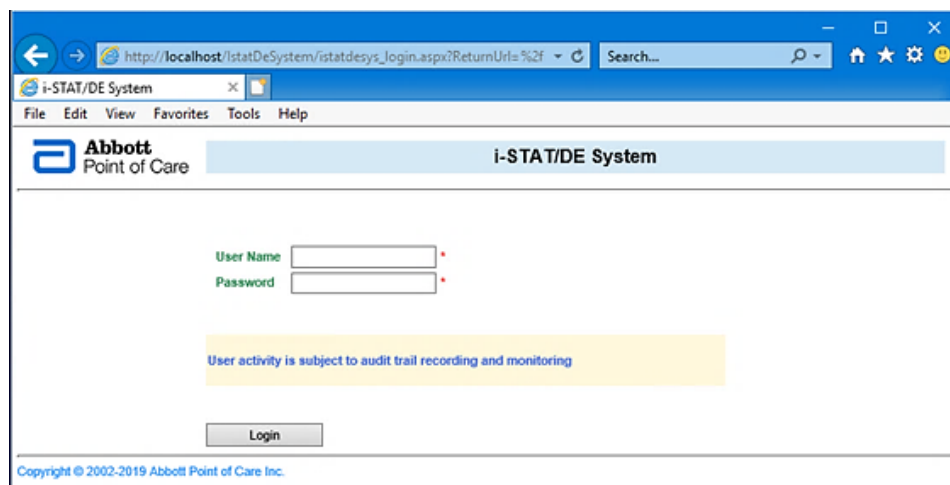 http://localhost/IstatDeSystem/istatdesys_login.aspx?ReturnUrl=%2f
Search...
i-STAT/DE System
File Edit View Favorites Tools Help
Abbott
Point of Care
i-STAT/DE System
User Name *
Password *
User activity is subject to audit trail recording and monitoring
Login
Copyright © 2002-2019 Abbott Point of Care Inc.